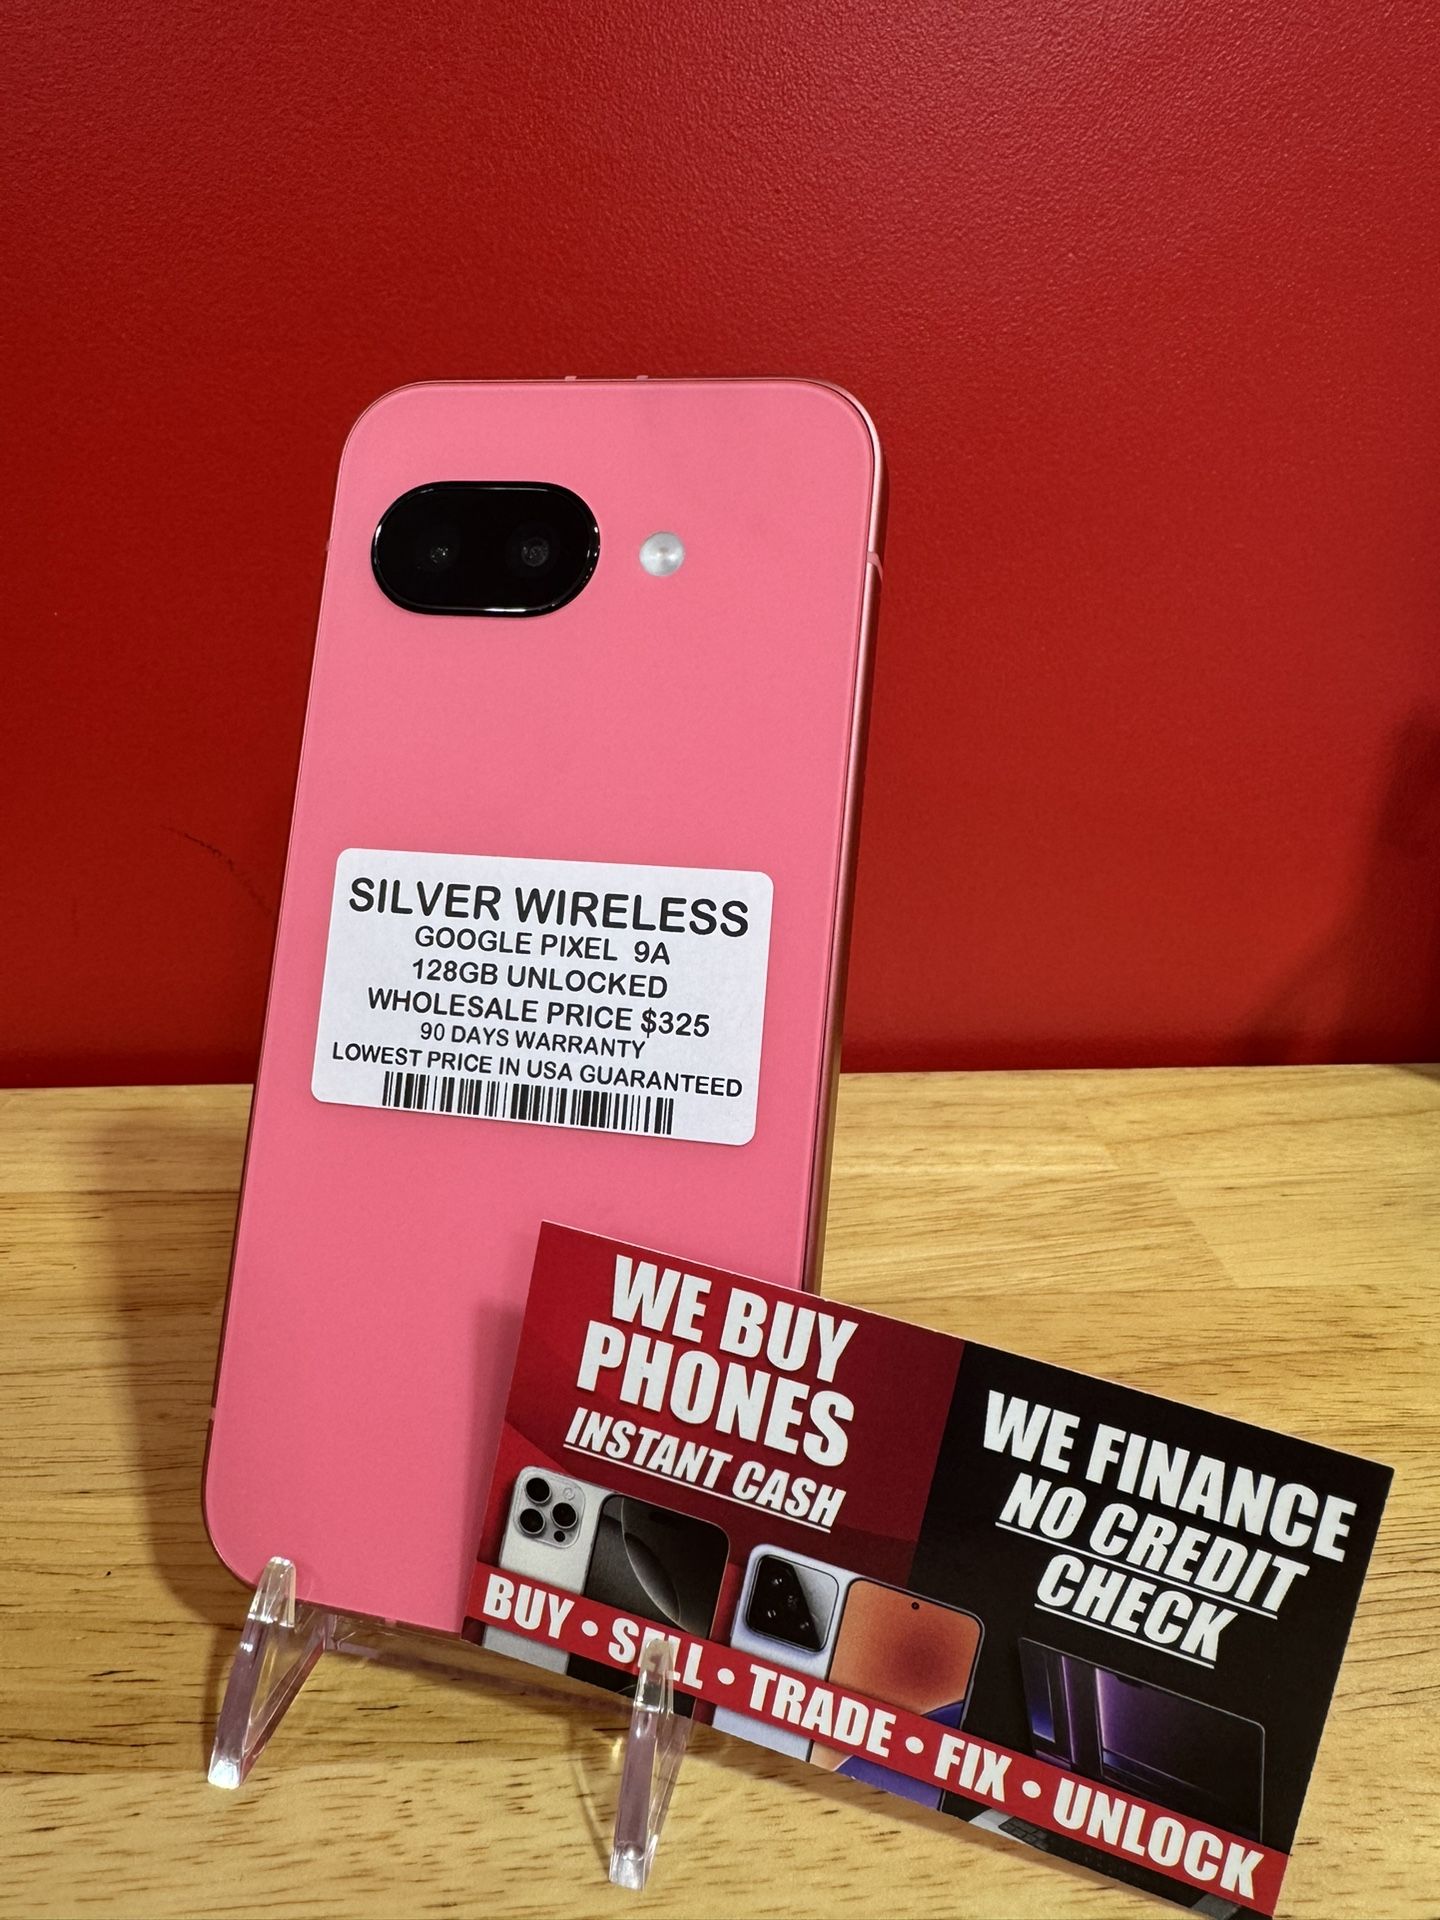 SILVER WIRELESS
GOOGLE PIXEL 9A
128GB UNLOCKED
WHOLESALE PRICE $325
90 DAYS WARRANTY
LOWEST PRICE IN USA GUARANTEED
WE BUY
PHONES
INSTANT CASH
WE FINANCE
NO CREDIT
CHECK
BUY • SELL • TRADE • FIX • UNLOCK